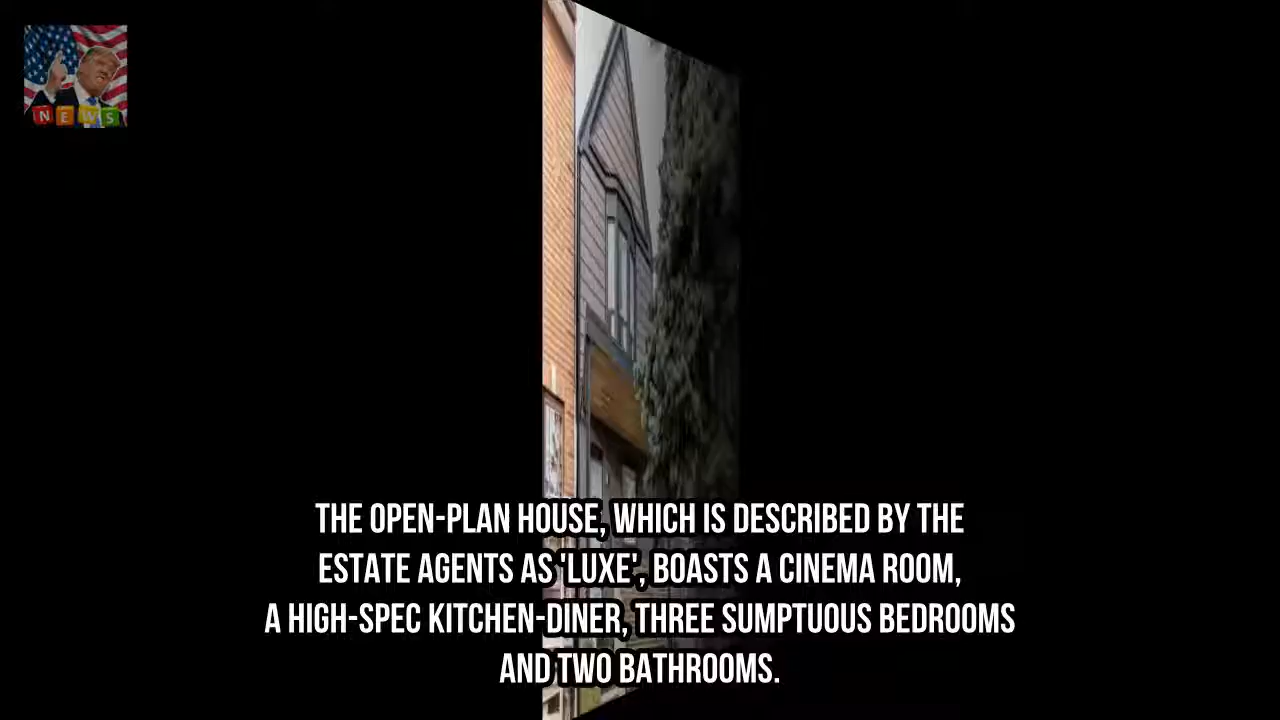 NEWS
THE OPEN-PLAN HOUSE, WHICH IS DESCRIBED BY THE
ESTATE AGENTS AS 'LUXE', BOASTS A CINEMA ROOM,
A HIGH-SPEC KITCHEN-DINER, THREE SUMPTUOUS BEDROOMS
AND TWO BATHROOMS.